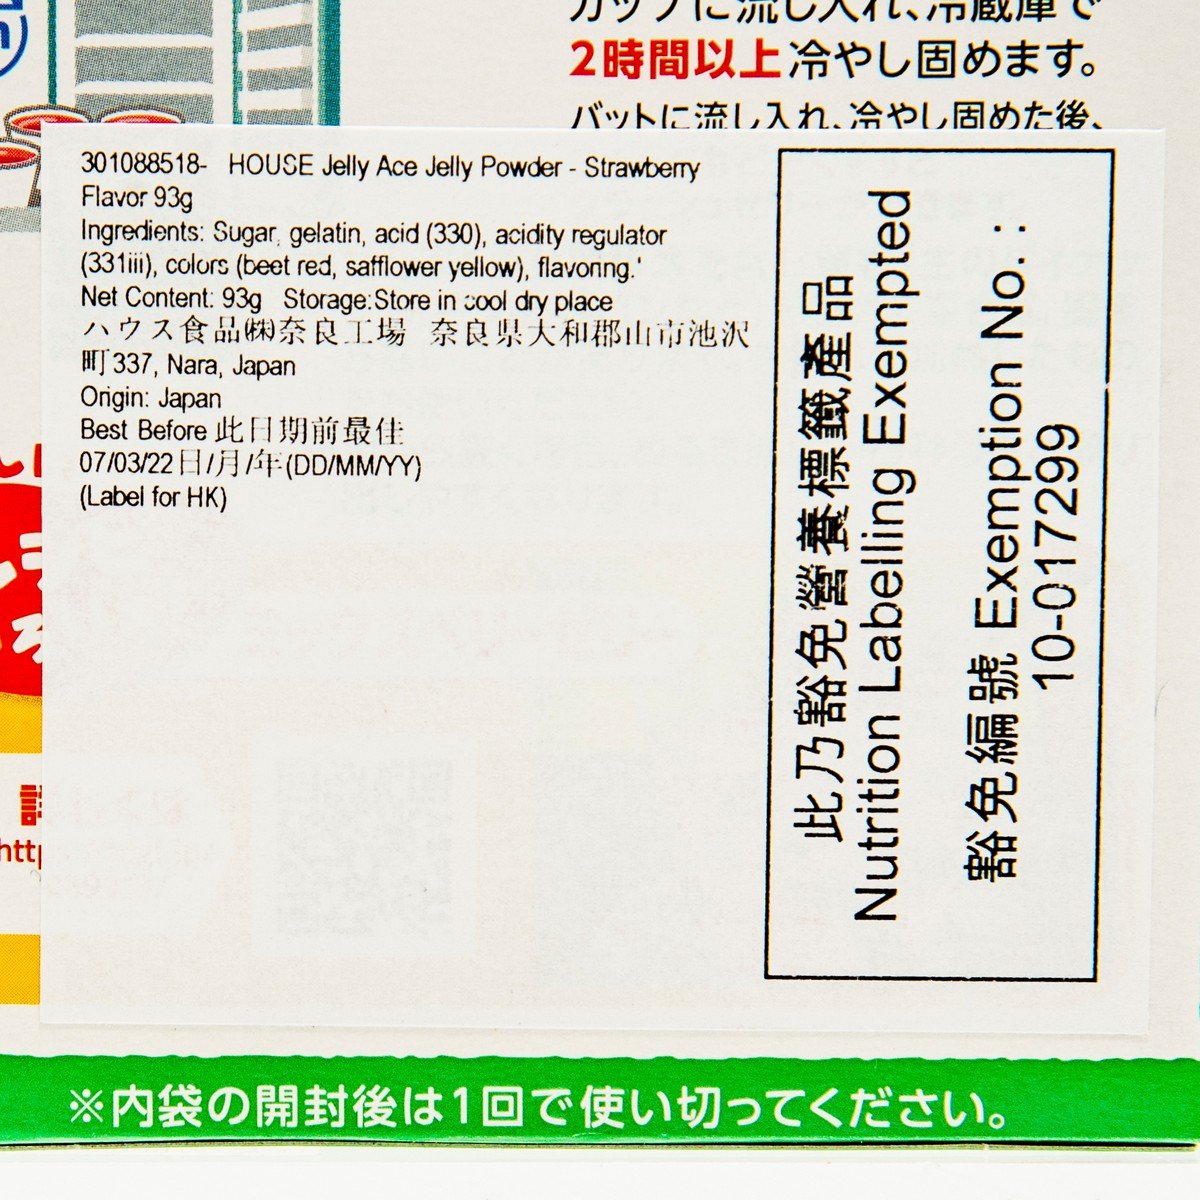 カップに流し入れ、冷蔵庫で
2時間以上冷やし固めます。
バットに流し入れ、冷やし固めた後、
301088518- HOUSE Jelly Ace Jelly Powder - Strawberry
Flavor 93g
Ingredients: Sugar, gelatin, acid (330), acidity regulator
(331iii), colors (beet red, safflower yellow), flavoring.'
Net Content: 93g Storage:Store in cool dry place
ハウス食品㈱奈良工場 奈良県大和郡山市池沢
町337, Nara, Japan
Origin: Japan
Best Before 此日期前最佳
07/03/22日/月/年(DD/MM/YY)
(Label for HK)
此乃豁免營養標籤產品
Nutrition Labelling Exempted
豁免編號 Exemption No. :
10-017299
http
※内袋の開封後は1回で使い切ってください。